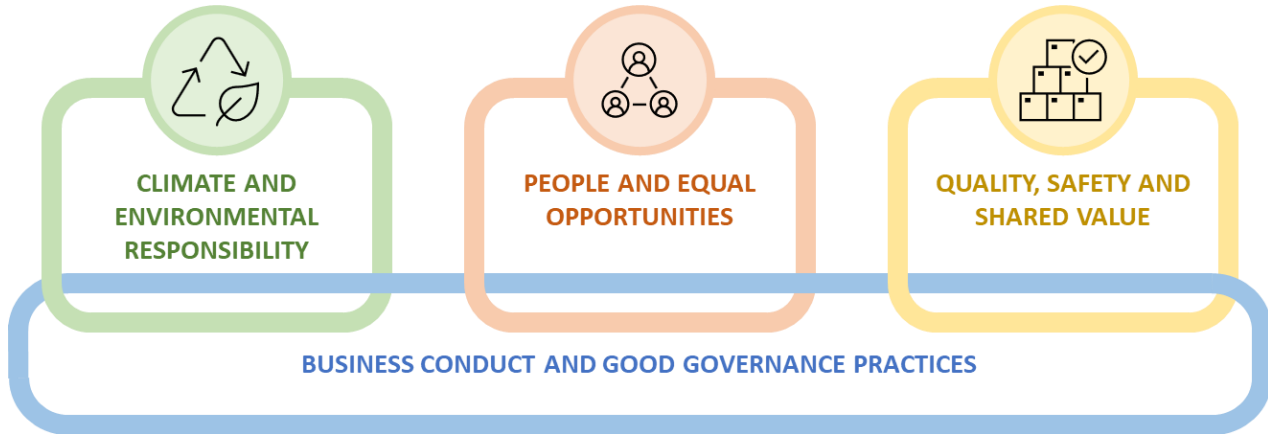 CLIMATE AND
ENVIRONMENTAL
RESPONSIBILITY
PEOPLE AND EQUAL
OPPORTUNITIES
QUALITY, SAFETY AND
SHARED VALUE
BUSINESS CONDUCT AND GOOD GOVERNANCE PRACTICES